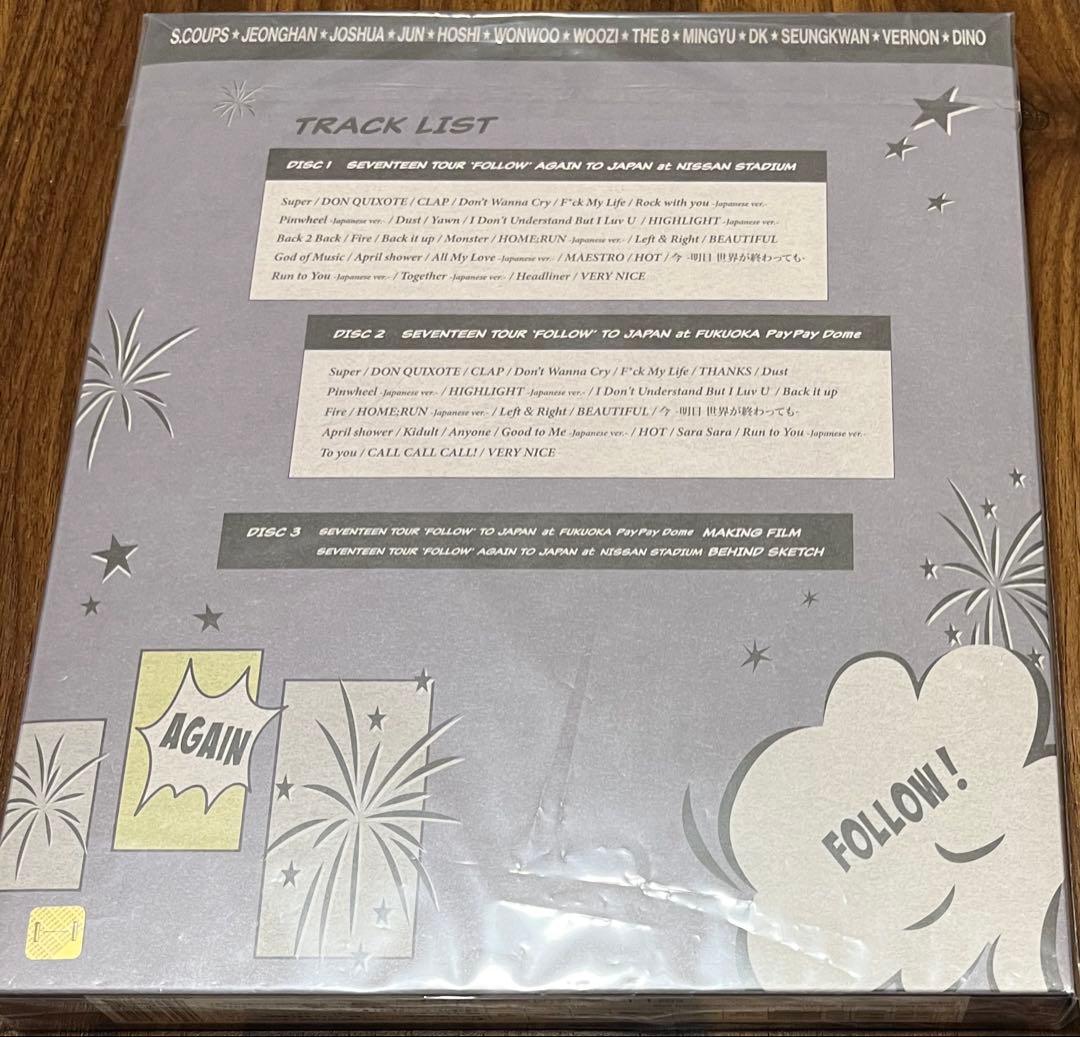 S.COUPS★JEONGHAN★JOSHUA★JUN★HOSHI★WONWOO★WOOZI★THE 8★MINGYU★DK★SEUNGKWAN★VERNON★DINO
TRACK LIST
DISC 1 SEVENTEEN TOUR 'FOLLOW' AGAIN TO JAPAN at NISSAN STADIUM
Super / DON QUIXOTE / CLAP / Don't Wanna Cry / F*ck My Life / Rock with you -Japanese ver.-
Pinwheel -Japanese ver.- / Dust / Yawn / I Don't Understand But I Luv U / HIGHLIGHT -Japanese ver.-
Back 2 Back / Fire / Back it up / Monster / HOME;RUN -Japanese ver.- / Left & Right / BEAUTIFUL
God of Music / April shower / All My Love -Japanese ver.- / MAESTRO / HOT / 今 -明日 世界が終わっても-
Run to You -Japanese ver.- / Together -Japanese ver.- / Headliner / VERY NICE
DISC 2 SEVENTEEN TOUR 'FOLLOW' TO JAPAN at FUKUOKA PayPay Dome
Super / DON QUIXOTE / CLAP / Don't Wanna Cry / F*ck My Life / THANKS / Dust
Pinwheel -Japanese ver.- / HIGHLIGHT -Japanese ver.- / I Don't Understand But I Luv U / Back it up
Fire / HOME;RUN -Japanese ver.- / Left & Right / BEAUTIFUL / 今 -明日 世界が終わっても-
April shower / Kidult / Anyone / Good to Me -Japanese ver.- / HOT / Sara Sara / Run to You -Japanese ver.-
To you / CALL CALL CALL! / VERY NICE
DISC 3 SEVENTEEN TOUR 'FOLLOW' TO JAPAN at FUKUOKA PayPay Dome MAKING FILM
SEVENTEEN TOUR 'FOLLOW' AGAIN TO JAPAN at NISSAN STADIUM BEHIND SKETCH
AGAIN
FOLLOW!